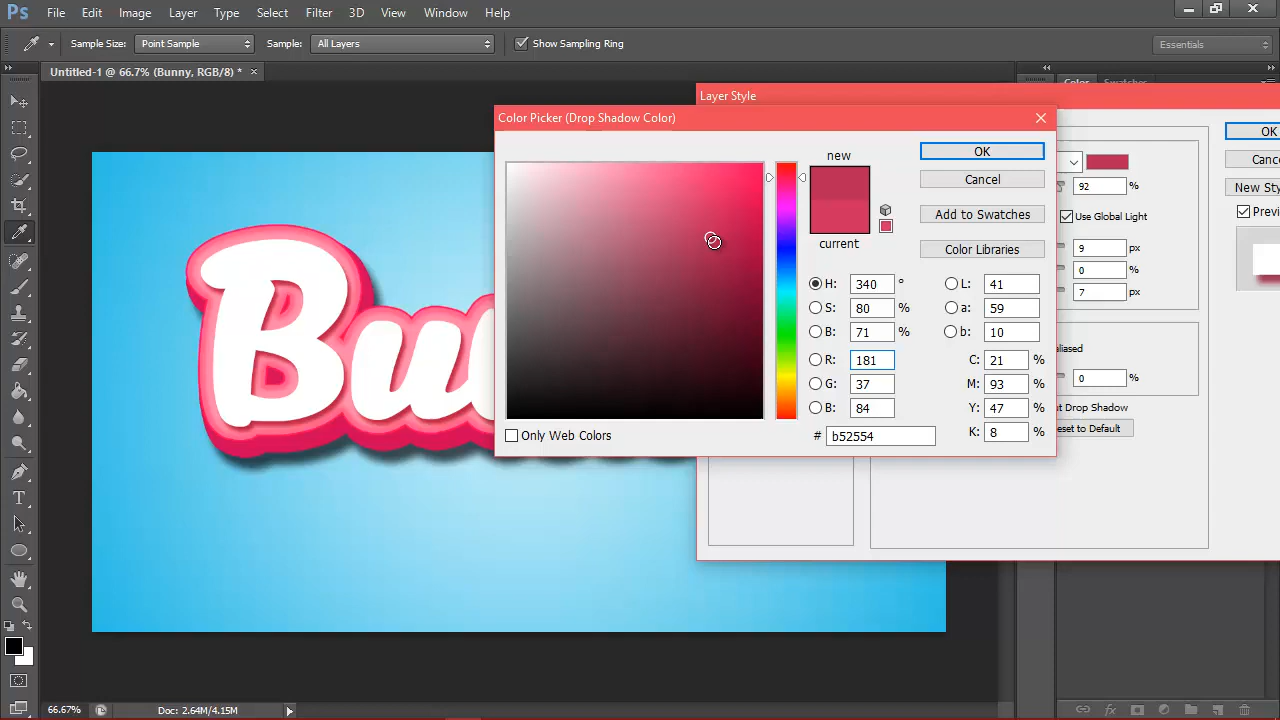 Ps File Edit Image Layer Type Select Filter 3D View Window Help
Sample Size: Point Sample Sample: All Layers Show Sampling Ring Essentials
Untitled-1 @ 66.7% (Bunny, RGB/8) * ×
Color Swatches
Layer Style
Color Picker (Drop Shadow Color)
new
current
OK
Cancel
Add to Swatches
Color Libraries
H: 340 ° L: 41
S: 80 % a: 59
B: 71 % b: 10
R: 181 C: 21 %
G: 37 M: 93 %
B: 84 Y: 47 %
# b52554 K: 8 %
Only Web Colors
OK
New Sty
92 %
Use Global Light
9 px
0 %
7 px
0 %
Drop Shadow
Default
Bu
T
66.67% Doc: 2.64M/4.15M
fx